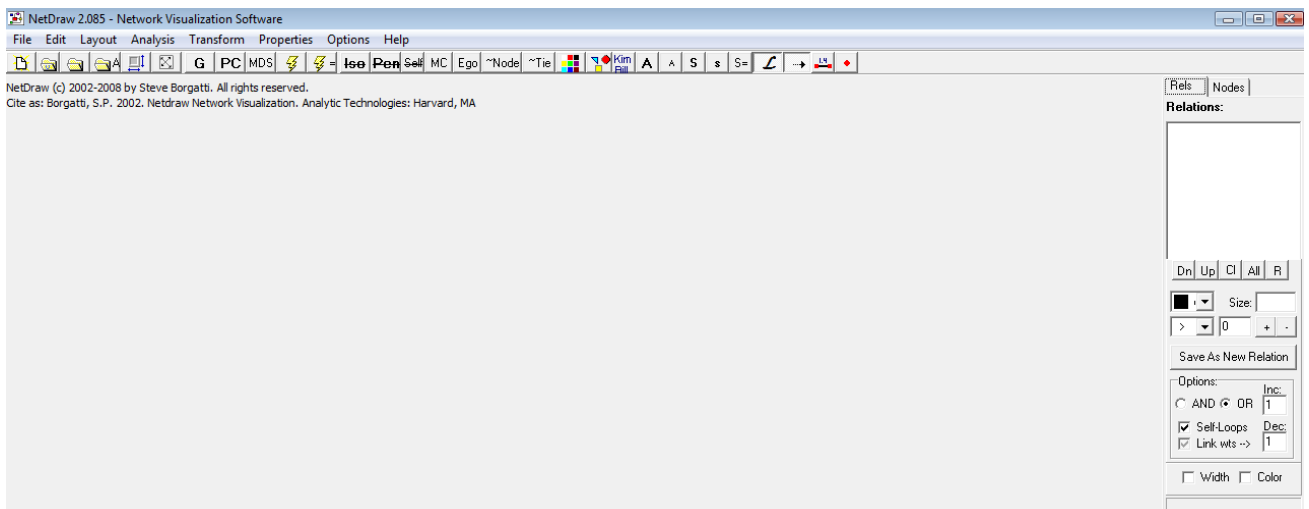 NetDraw 2.085 - Network Visualization Software
File Edit Layout Analysis Transform Properties Options Help
A G PC MDS = Iso Pen Self MC Ego ~Node ~Tie Kim Bill A A S s S= L
NetDraw (c) 2002-2008 by Steve Borgatti. All rights reserved.
Cite as: Borgatti, S.P. 2002. Netdraw Network Visualization. Analytic Technologies: Harvard, MA
Rels Nodes
Relations:
Dn Up Cl All R
Size:
> 0 + -
Save As New Relation
Options:
Inc:
AND OR 1
Self-Loops Dec:
Link wts --> 1
Width Color